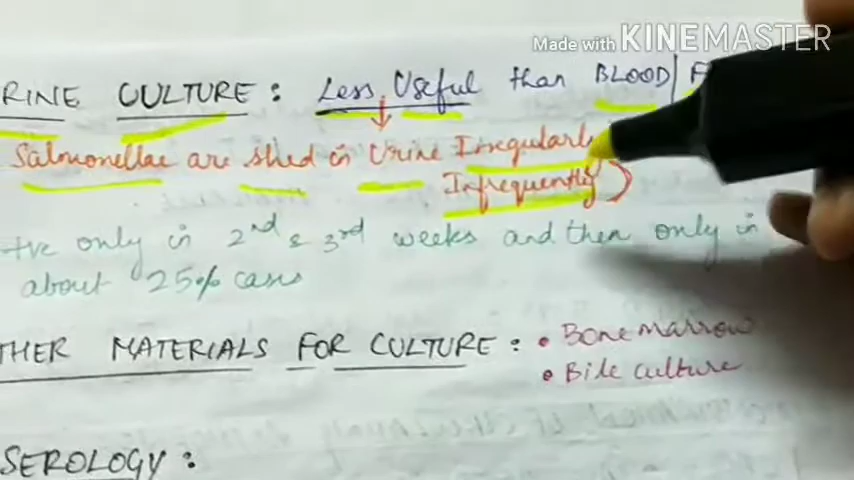 Made with KINEMASTER
RINE CULTURE : Less Useful than BLOOD/ F
Salmonellae are shed in Urine Irregularly
Infrequently)
+ve only in 2nd & 3rd weeks and then only in
about 25% cases
THER MATERIALS FOR CULTURE : • Bone marrow
• Bile culture
SEROLOGY :